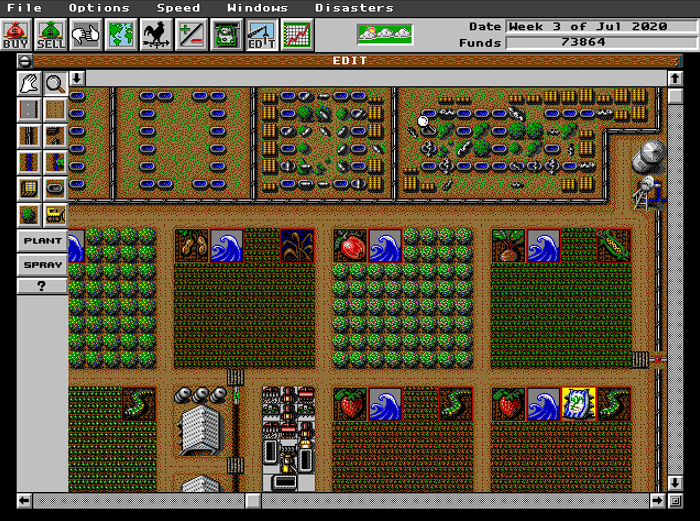 File Options Speed Windows Disasters
BUY SELL EDIT
Date Week 3 of Jul 2020
Funds 73864
EDIT
PLANT
SPRAY
?